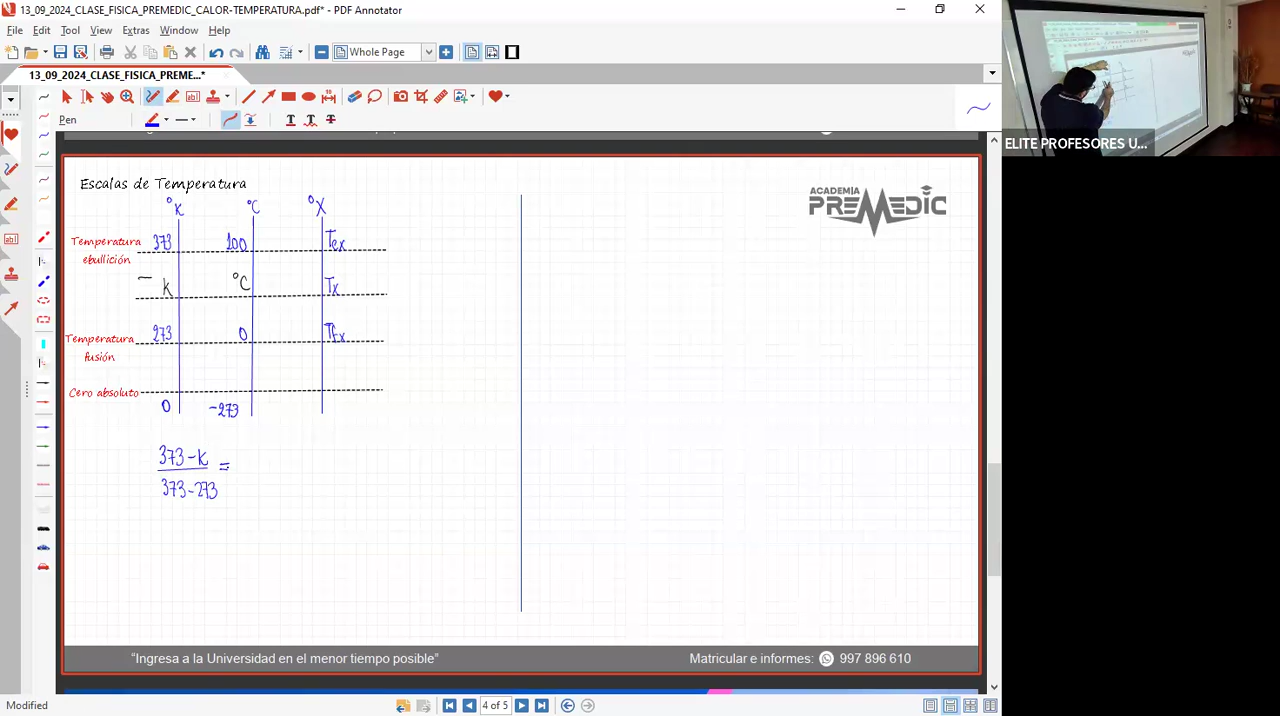 13_09_2024_CLASE_FISICA_PREMEDIC_CALOR-TEMPERATURA.pdf* - PDF Annotator
File Edit Tool View Extras Window Help
Whole Page
13_09_2024_CLASE_FISICA_PREME...*
Pen
Escalas de Temperatura
°K °C °X
Temperatura ebullición 373 100 Tex
K °C Tx
Temperatura fusión 273 0 Tfx
Cero absoluto
0 -273
373-K =
373-273
ACADEMIA
PREMEDIC
"Ingresa a la Universidad en el menor tiempo posible" Matricular e informes: 997 896 610
Modified
4 of 5
ELITE PROFESORES U...